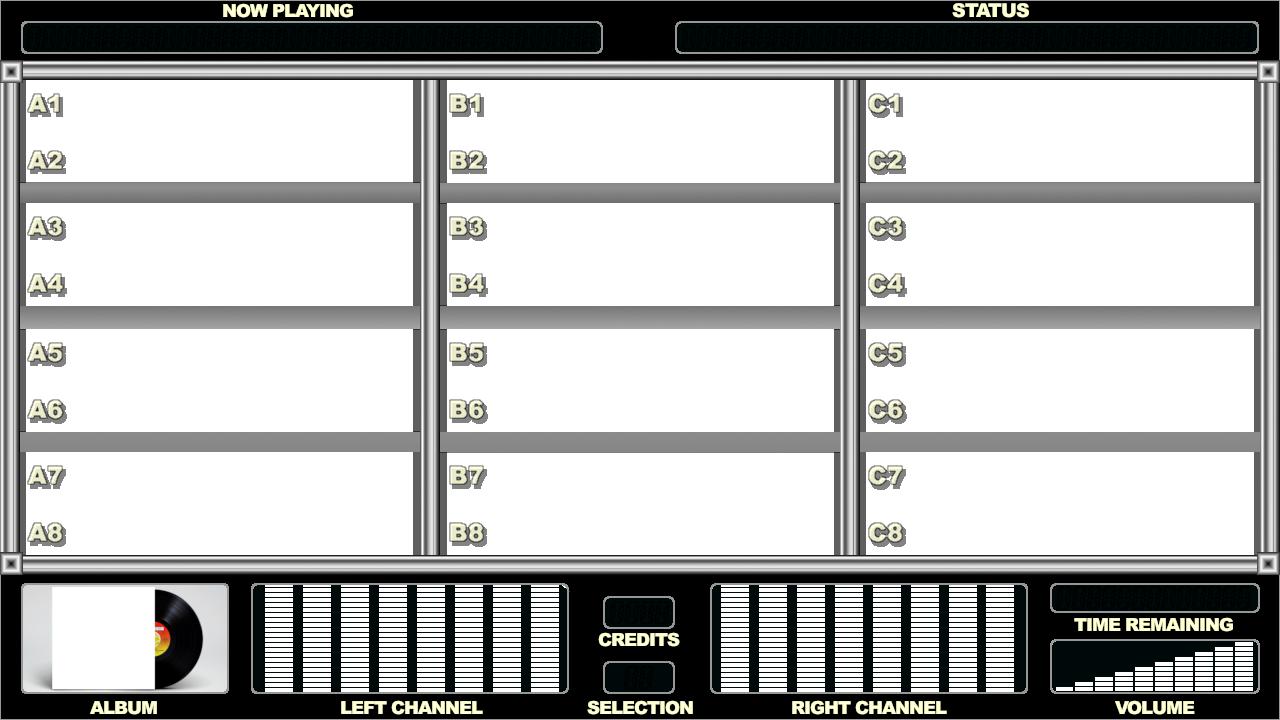 NOW PLAYING STATUS
A1 B1 C1
A2 B2 C2
A3 B3 C3
A4 B4 C4
A5 B5 C5
A6 B6 C6
A7 B7 C7
A8 B8 C8
CREDITS
TIME REMAINING
ALBUM LEFT CHANNEL SELECTION RIGHT CHANNEL VOLUME